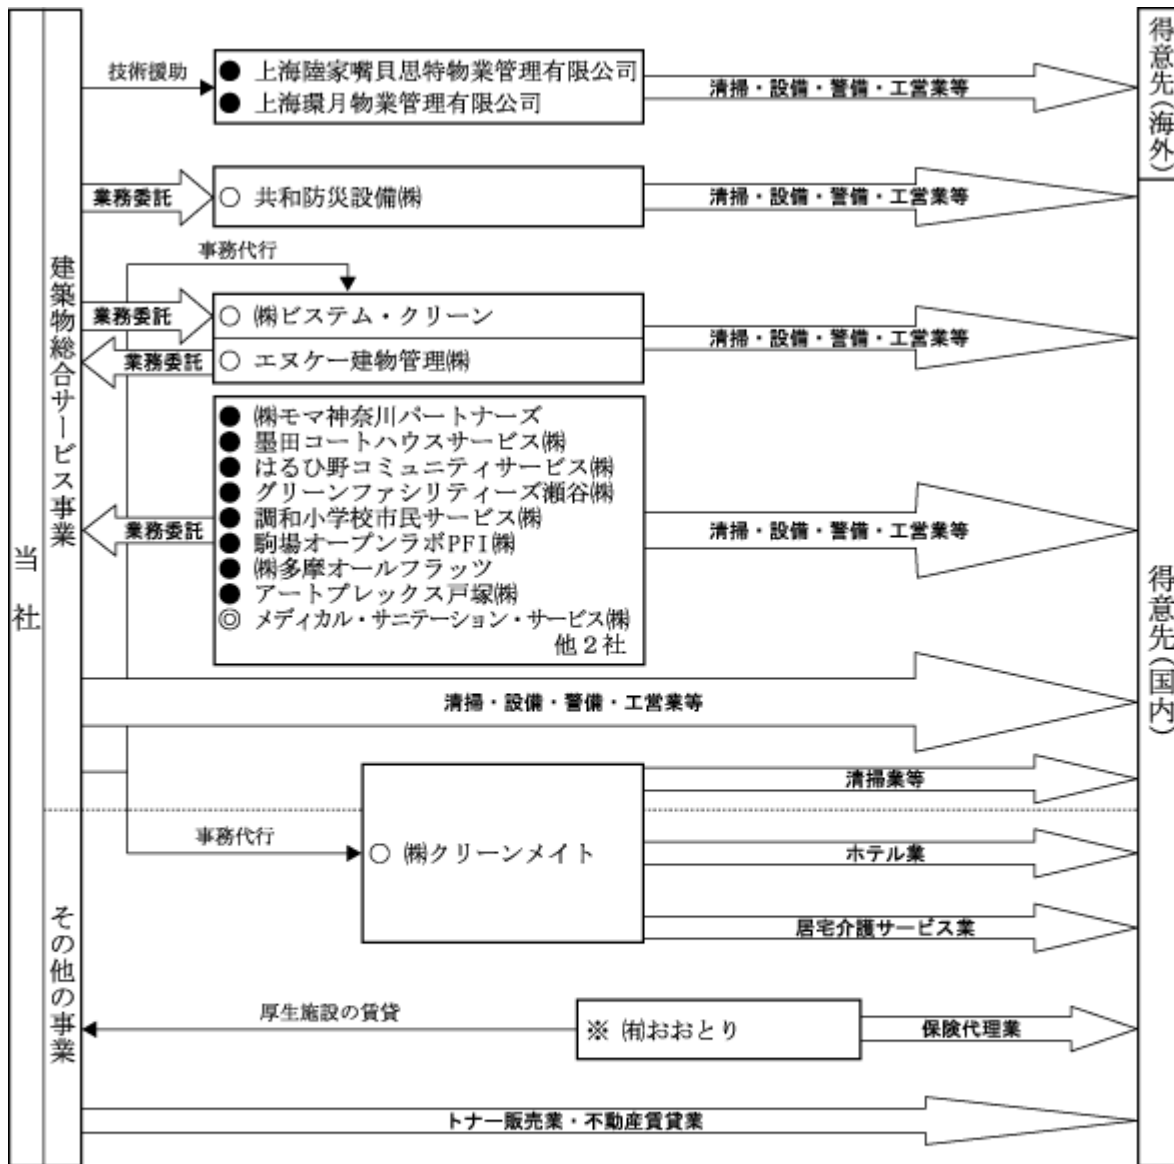 当社
建築物総合サービス事業
その他の事業
得意先(海外)
得意先(国内)
技術援助
● 上海陸家嘴貝思特物業管理有限公司
● 上海環月物業管理有限公司
清掃・設備・警備・工営業等
業務委託
○ 共和防災設備㈱
清掃・設備・警備・工営業等
事務代行
業務委託
○ ㈱ビステム・クリーン
清掃・設備・警備・工営業等
業務委託
○ エヌケー建物管理㈱
● ㈱モマ神奈川パートナーズ
● 墨田コートハウスサービス㈱
● はるひ野コミュニティサービス㈱
● グリーンファシリティーズ瀬谷㈱
● 調和小学校市民サービス㈱
● 駒場オープンラボPFI㈱
● ㈱多摩オールフラッツ
● アートプレックス戸塚㈱
◎ メディカル・サニテーション・サービス㈱
他２社
業務委託
清掃・設備・警備・工営業等
清掃・設備・警備・工営業等
清掃業等
事務代行
○ ㈱クリーンメイト
ホテル業
居宅介護サービス業
厚生施設の賃貸
※ ㈲おおとり
保険代理業
トナー販売業・不動産賃貸業